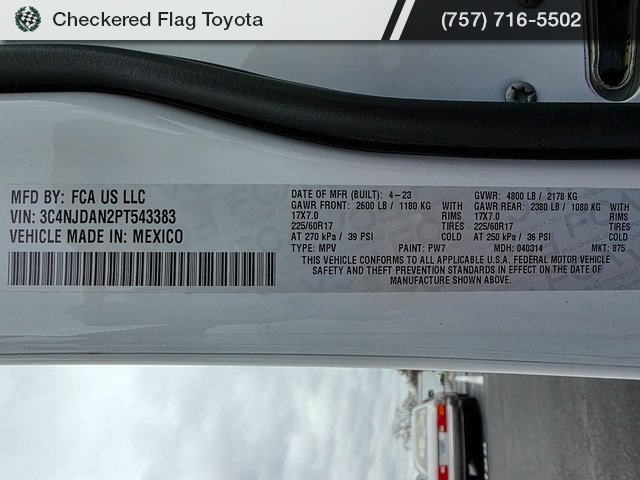 Checkered Flag Toyota
(757) 716-5502
MFD BY: FCA US LLC
VIN: 3C4NJDAN2PT543383
VEHICLE MADE IN: MEXICO
DATE OF MFR (BUILT): 4-23
GAWR FRONT: 2600 LB / 1180 KG WITH
17X7.0 RIMS
225/60R17 TIRES
AT 270 kPa / 39 PSI COLD
TYPE: MPV PAINT: PW7
GVWR: 4800 LB / 2178 KG
GAWR REAR: 2380 LB / 1080 KG WITH
17X7.0 RIMS
225/60R17 TIRES
AT 250 kPa / 36 PSI COLD
MDH: 040314 MKT: 875
THIS VEHICLE CONFORMS TO ALL APPLICABLE U.S.A. FEDERAL MOTOR VEHICLE
SAFETY AND THEFT PREVENTION STANDARDS IN EFFECT ON THE DATE OF
MANUFACTURE SHOWN ABOVE.